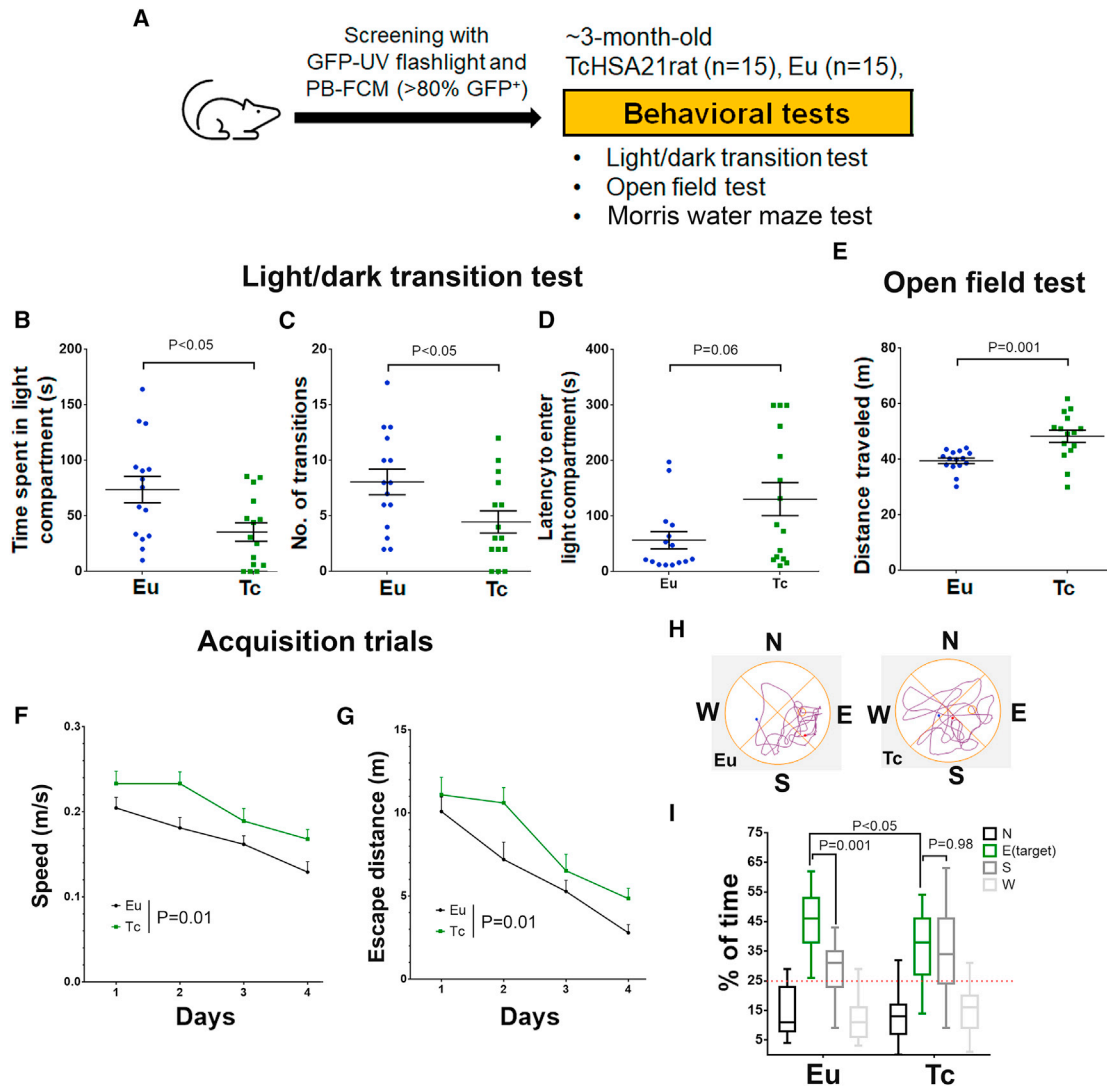 A
Screening with
GFP-UV flashlight and
PB-FCM (>80% GFP⁺)
~3-month-old
TcHSA21rat (n=15), Eu (n=15),
Behavioral tests
• Light/dark transition test
• Open field test
• Morris water maze test
Light/dark transition test
B
Time spent in light
compartment (s)
200
150
100
50
0
P<0.05
Eu
Tc
C
No. of transitions
20
15
10
5
0
P<0.05
Eu
Tc
D
Latency to enter
light compartment (s)
400
300
200
100
0
P=0.06
Eu
Tc
E
Open field test
Distance traveled (m)
80
60
40
20
0
P=0.001
Eu
Tc
Acquisition trials
F
Speed (m/s)
0.3
0.2
0.1
0.0
Eu
Tc
P=0.01
1 2 3 4
Days
G
Escape distance (m)
15
10
5
0
Eu
Tc
P=0.01
1 2 3 4
Days
H
N
W
E
S
Eu
N
W
E
S
Tc
I
% of time
75
65
55
45
35
25
15
5
P<0.05
P=0.001
P=0.98
N
E(target)
S
W
Eu
Tc